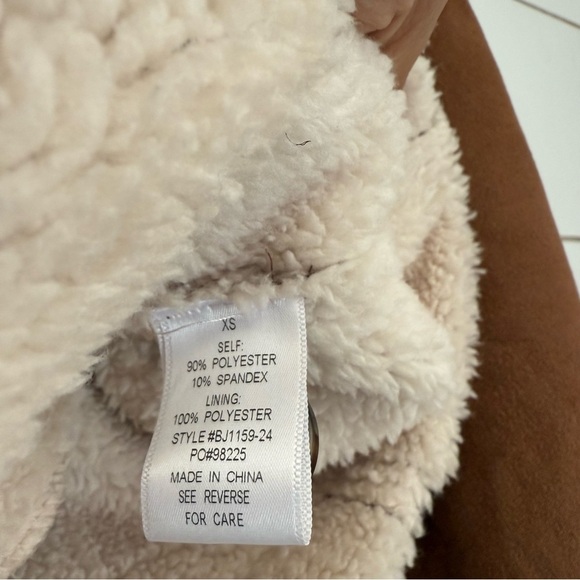 XS
SELF:
90% POLYESTER
10% SPANDEX
LINING:
100% POLYESTER
STYLE #BJ1159-24
PO#98225
MADE IN CHINA
SEE REVERSE
FOR CARE